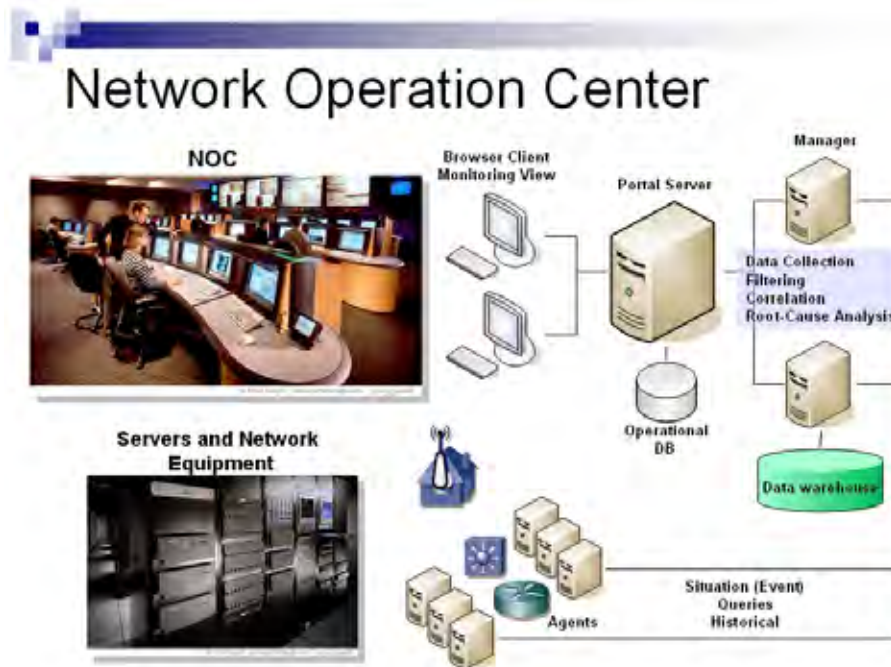 Network Operation Center
NOC
Browser Client
Monitoring View
Portal Server
Manager
Data Collection
Filtering
Correlation
Root-Cause Analysis
Operational
DB
Data warehouse
Servers and Network
Equipment
Agents
Situation (Event)
Queries
Historical